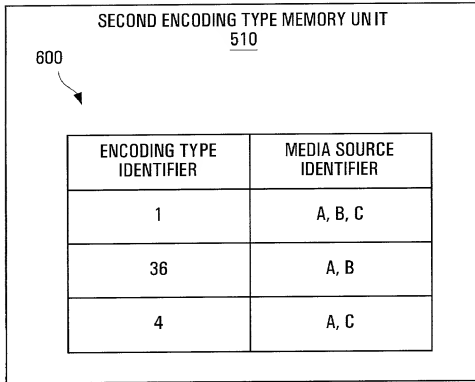 SECOND ENCODING TYPE MEMORY UNIT
510
600
ENCODING TYPE IDENTIFIER MEDIA SOURCE IDENTIFIER
1 A, B, C
36 A, B
4 A, C